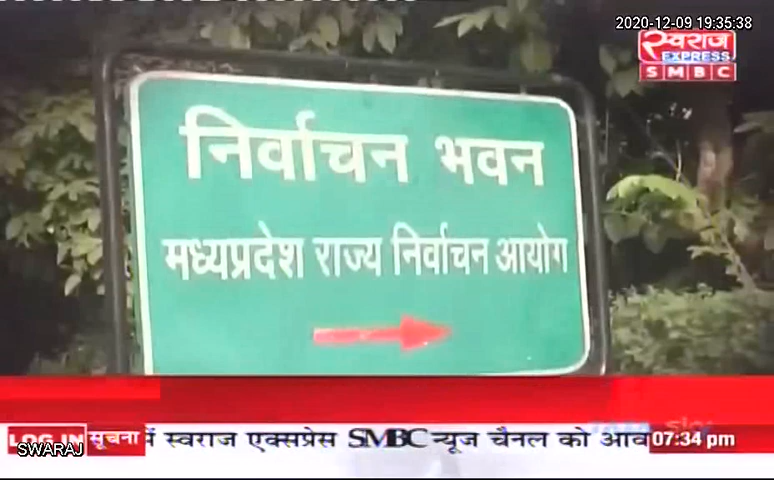 2020-12-09 19:35:38
स्वराज
EXPRESS
SMBC
निर्वाचन भवन
मध्यप्रदेश राज्य निर्वाचन आयोग
LOG IN सूचना में स्वराज एक्सप्रेस SMBC न्यूज चैनल को आव 07:34 pm
SWARAJ